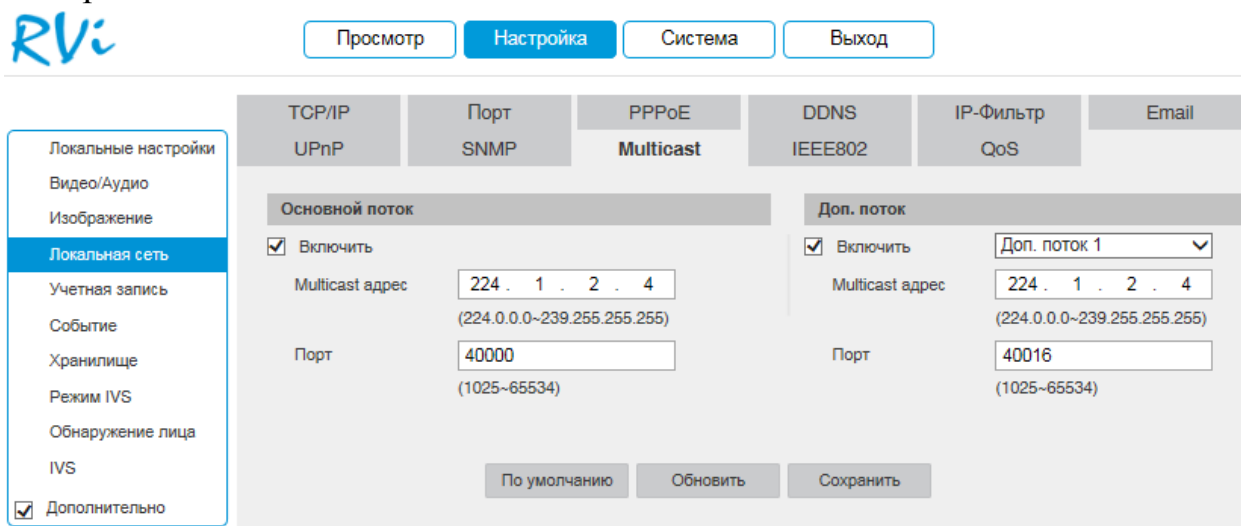 RVi
Просмотр Настройка Система Выход
TCP/IP Порт PPPoE DDNS IP-Фильтр Email
UPnP SNMP Multicast IEEE802 QoS
Локальные настройки
Видео/Аудио
Изображение
Локальная сеть
Учетная запись
Событие
Хранилище
Режим IVS
Обнаружение лица
IVS
Дополнительно
Основной поток
Включить
Multicast адрес 224 . 1 . 2 . 4
(224.0.0.0~239.255.255.255)
Порт 40000
(1025~65534)
Доп. поток
Включить Доп. поток 1
Multicast адрес 224 . 1 . 2 . 4
(224.0.0.0~239.255.255.255)
Порт 40016
(1025~65534)
По умолчанию Обновить Сохранить